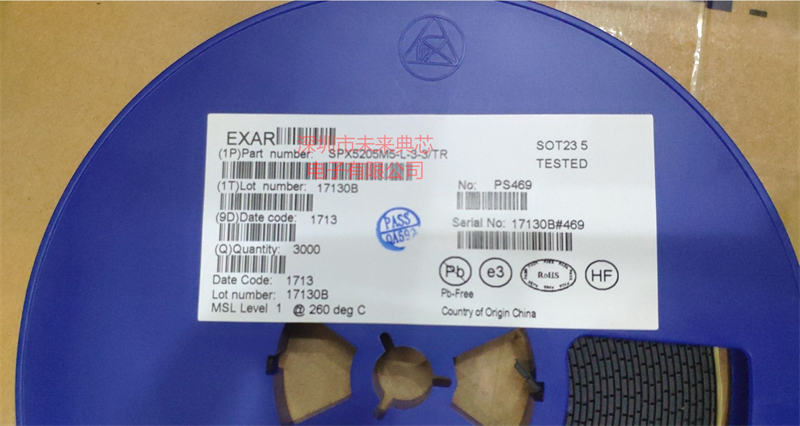 EXAR
深圳市未来典芯
电子有限公司
SOT23 5
TESTED
(1P)Part number: SPX5205M5-L-3-3/TR
(1T)Lot number: 17130B
No: PS469
(9D)Date code: 1713
PASS
QA592
Serial No: 17130B#469
(Q)Quantity: 3000
Pb
e3
RoHS
HF
Pb-Free
Date Code: 1713
Lot number: 17130B
MSL Level 1 @ 260 deg C
Country of Origin China